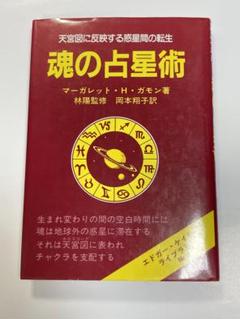 天宮図に反映する惑星間の転生
魂の占星術
マーガレット・H・ガモン著
林陽監修 岡本翔子訳
生まれ変わりの間の空白時間には
魂は地球外の惑星に滞在する
それは天宮図に表われ
チャクラを支配する
エドガー・ケイシー
ライブラリー